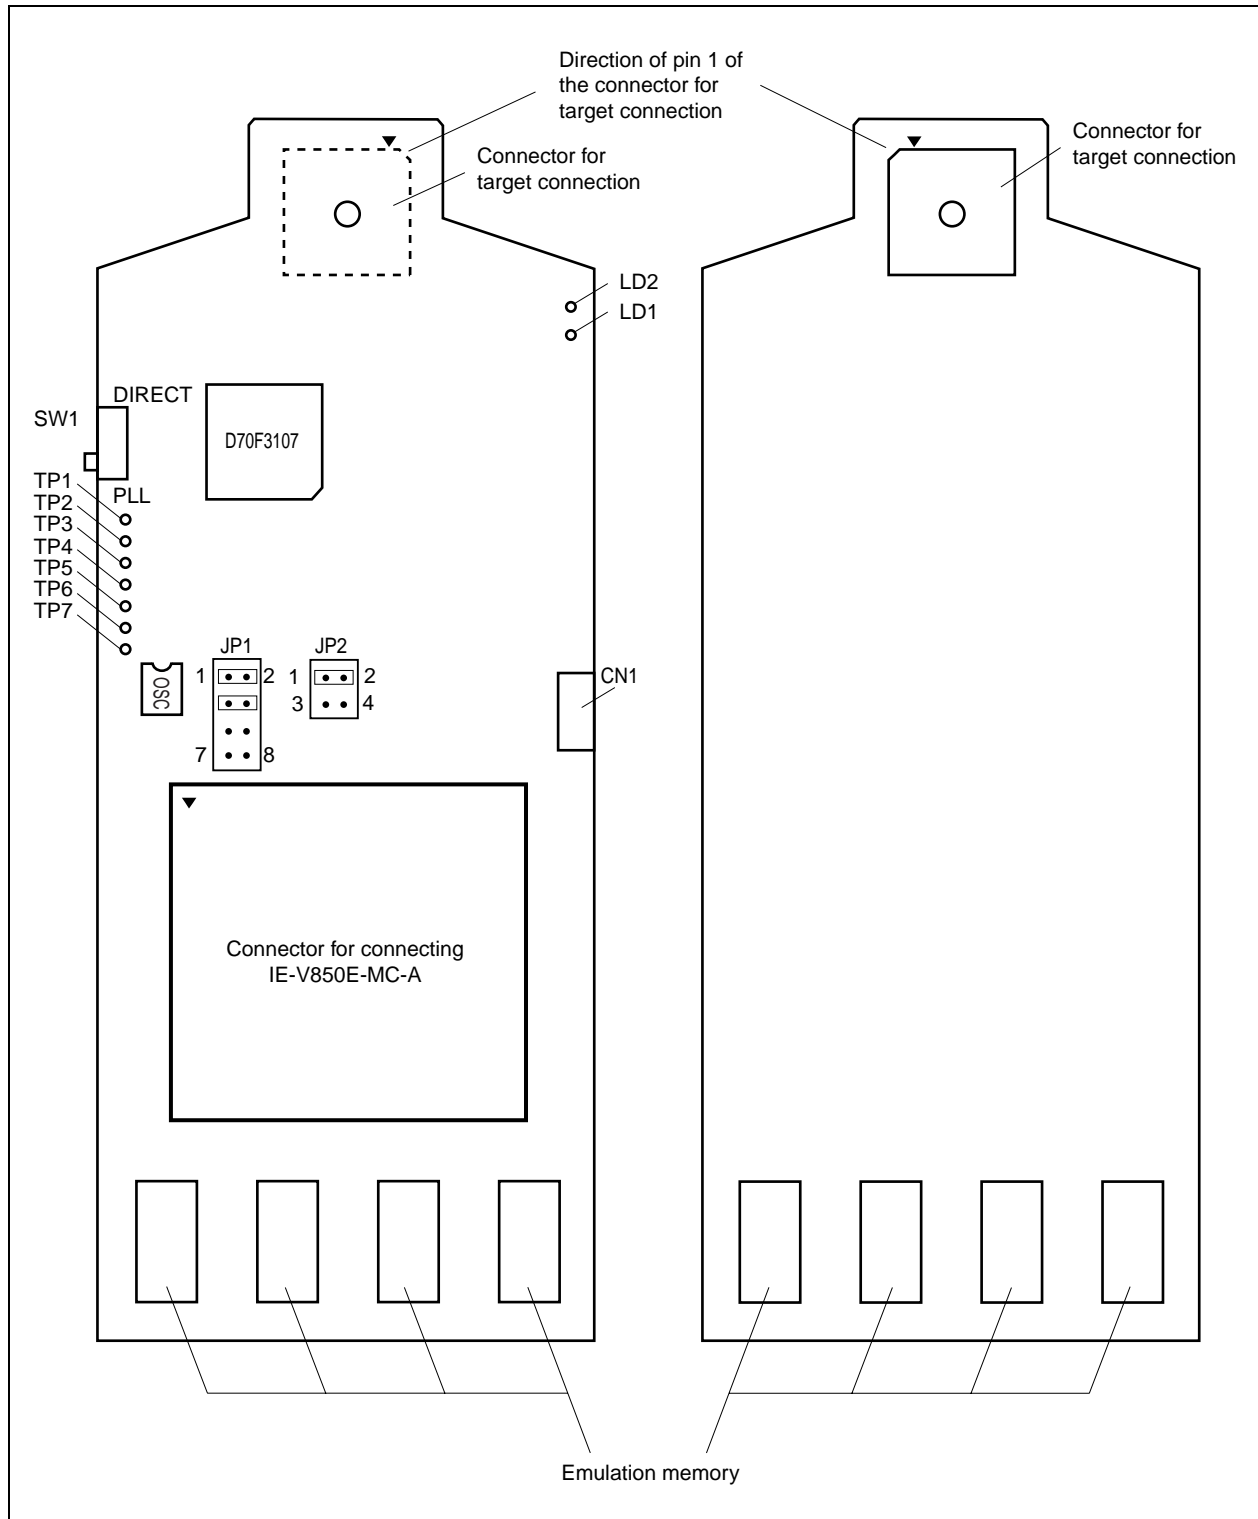 Direction of pin 1 of
the connector for
target connection
Connector for
target connection
Connector for
target connection
LD2
LD1
DIRECT
SW1
D70F3107
PLL
TP1
TP2
TP3
TP4
TP5
TP6
TP7
JP1
JP2
1 2
1 2
3 4
7 8
OSC
CN1
Connector for connecting
IE-V850E-MC-A
Emulation memory